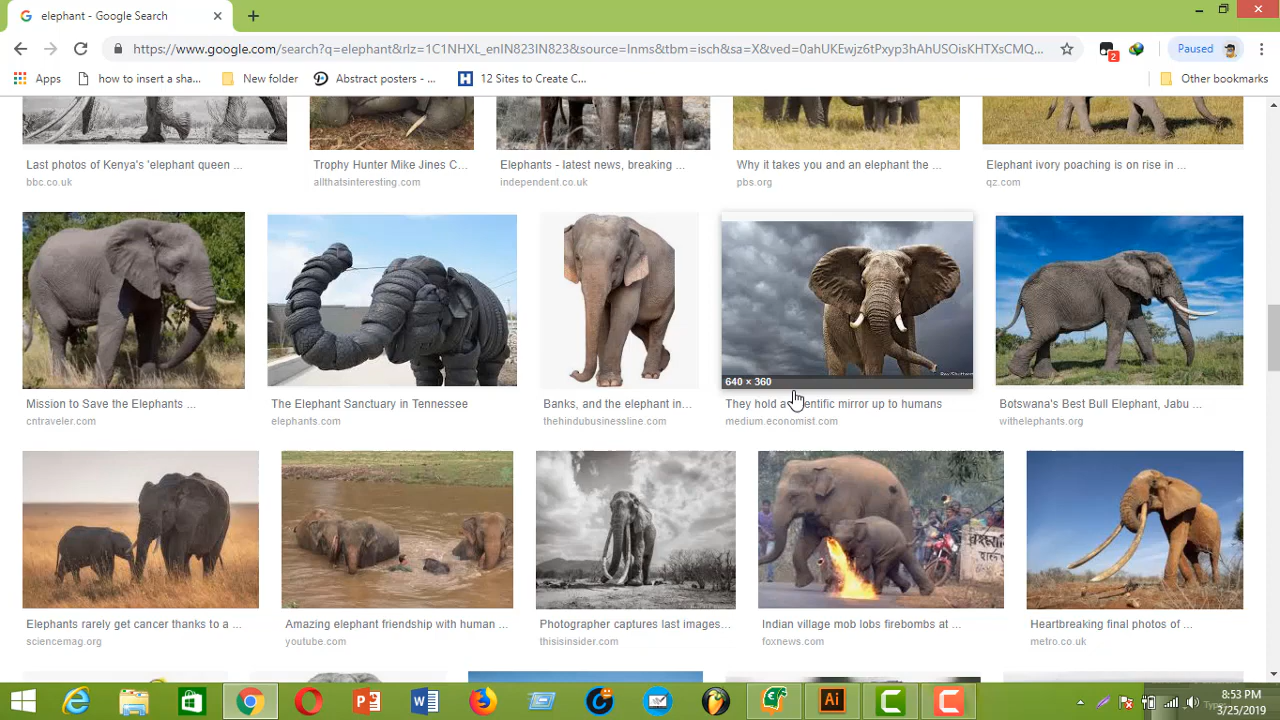 elephant - Google Search
https://www.google.com/search?q=elephant&rlz=1C1NHXL_enIN823IN823&source=lnms&tbm=isch&sa=X&ved=0ahUKEwjz6tPxyp3hAhUSOisKHTXsCMQ...
2
Paused
Apps
how to insert a sha...
New folder
Abstract posters - ...
12 Sites to Create C...
Other bookmarks
Last photos of Kenya's 'elephant queen ...
Trophy Hunter Mike Jines C...
Elephants - latest news, breaking ...
Why it takes you and an elephant the ...
Elephant ivory poaching is on rise in ...
bbc.co.uk
allthatsinteresting.com
independent.co.uk
pbs.org
qz.com
640 × 360
Mission to Save the Elephants ...
The Elephant Sanctuary in Tennessee
Banks, and the elephant in...
They hold a scientific mirror up to humans
Botswana's Best Bull Elephant, Jabu ...
cntraveler.com
elephants.com
thehindubusinessline.com
medium.economist.com
withelephants.org
Elephants rarely get cancer thanks to a ...
Amazing elephant friendship with human ...
Photographer captures last images...
Indian village mob lobs firebombs at ...
Heartbreaking final photos of ...
sciencemag.org
youtube.com
thisisinsider.com
foxnews.com
metro.co.uk
8:53 PM
3/25/2019